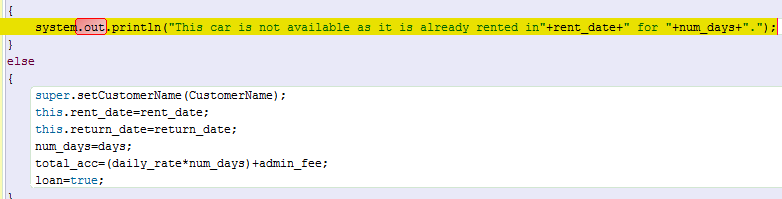 {
system.out.println("This car is not available as it is already rented in"+rent_date+" for "+num_days+".");
}
else
{
super.setCustomerName(CustomerName);
this.rent_date=rent_date;
this.return_date=return_date;
num_days=days;
total_acc=(daily_rate*num_days)+admin_fee;
loan=true;
}